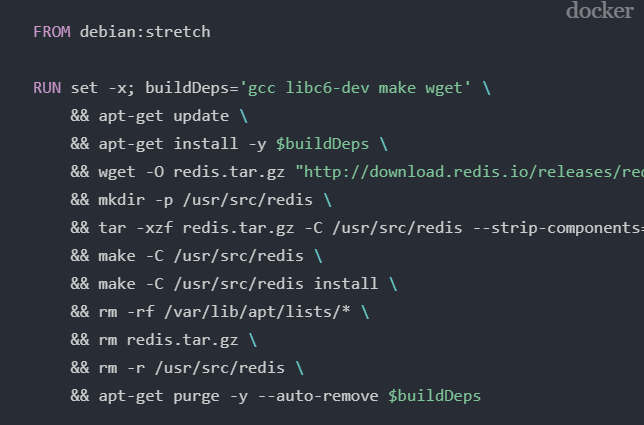 docker
FROM debian:stretch
RUN set -x; buildDeps='gcc libc6-dev make wget' \
&& apt-get update \
&& apt-get install -y $buildDeps \
&& wget -O redis.tar.gz "http://download.redis.io/releases/red
&& mkdir -p /usr/src/redis \
&& tar -xzf redis.tar.gz -C /usr/src/redis --strip-components=
&& make -C /usr/src/redis \
&& make -C /usr/src/redis install \
&& rm -rf /var/lib/apt/lists/* \
&& rm redis.tar.gz \
&& rm -r /usr/src/redis \
&& apt-get purge -y --auto-remove $buildDeps